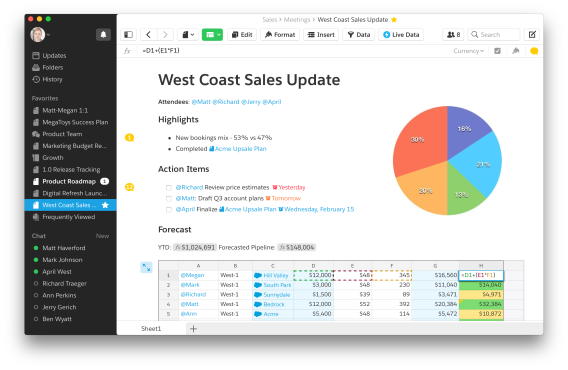 Sales › Meetings › West Coast Sales Update
Edit
Format
Insert
Data
Live Data
8
Search
fx =D1+(E1*F1)
Currency
Updates
Folders
History
Favorites
Matt-Megan 1:1
MegaToys Success Plan
Product Team
Marketing Budget Re...
Growth
1.0 Release Tracking
Product Roadmap 1
Digital Refresh Launc...
West Coast Sales ...
Frequently Viewed
Chat New
Matt Haverford
Mark Johnson
April West
Richard Traeger
Ann Perkins
Jerry Gerich
Ben Wyatt
West Coast Sales Update
Attendees: @Matt @Richard @Jerry @April
Highlights
• New bookings mix - 53% vs 47%
• Completed Acme Upsale Plan
Action Items
@Richard Review price estimates Yesterday
@Matt: Draft Q3 account plans Tomorrow
@April Finalize Acme Upsale Plan Wednesday, February 15
Forecast
YTD: fx $1,024,691 Forecasted Pipeline: fx $148,004
16%
23%
13%
20%
30%
A B C D E F G H
1 @Megan West-1 Hill Valley $12,000 $48 345 $16,560 =D1+(E1*F1)
2 @Mark West-1 South Park $3,000 $48 230 $11,040 $14,040
3 @Richard West-1 Sunnydale $1,500 $39 89 $3,471 $4,971
4 @Matt West-1 Bedrock $12,000 $52 392 $20,384 $32,384
5 @Ann West-1 Acme $5,400 $48 114 $5,472 $10,872
Sheet1 +